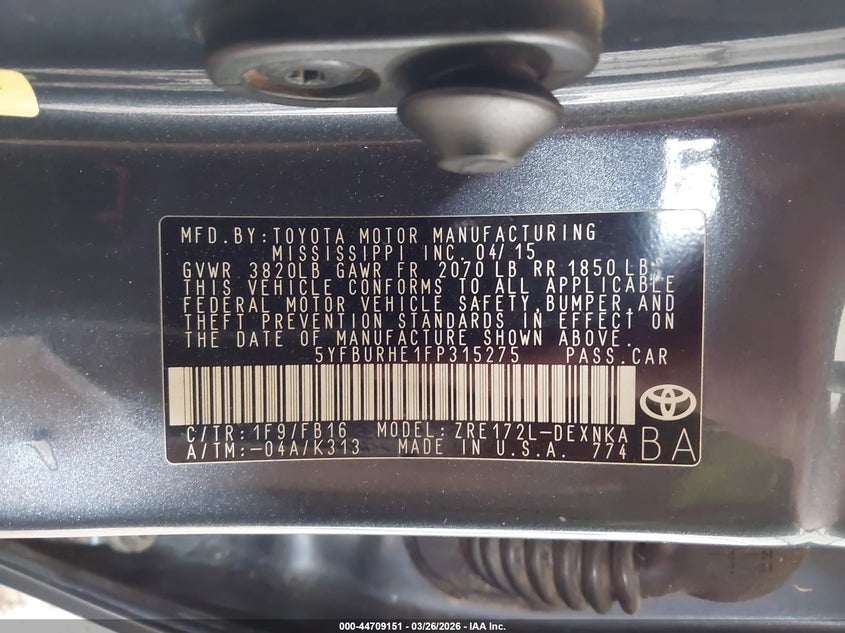 MFD. BY: TOYOTA MOTOR MANUFACTURING
MISSISSIPPI INC. 04/15
GVWR 3820LB GAWR FR 2070 LB RR 1850 LB
THIS VEHICLE CONFORMS TO ALL APPLICABLE
FEDERAL MOTOR VEHICLE SAFETY, BUMPER, AND
THEFT PREVENTION STANDARDS IN EFFECT ON
THE DATE OF MANUFACTURE SHOWN ABOVE.
5YFBURHE1FP315275 PASS. CAR
C/TR: 1F9/FB16 MODEL: ZRE172L-DEXNKA
A/TM: -04A/K313 MADE IN U.S.A. 774
BA
000-44709151 | 03/26/2026 - IAA Inc.